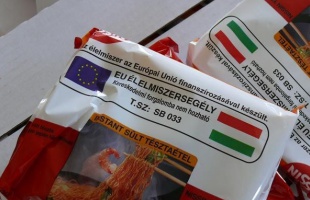 élelmiszer az Európai Unió finanszírozásával készült.
EU ÉLELMISZERSEGÉLY
Kereskedelmi forgalomba nem hozható
T.SZ: SB 033
INSTANT SÜLT TÉSZTAÉTEL
SB 033